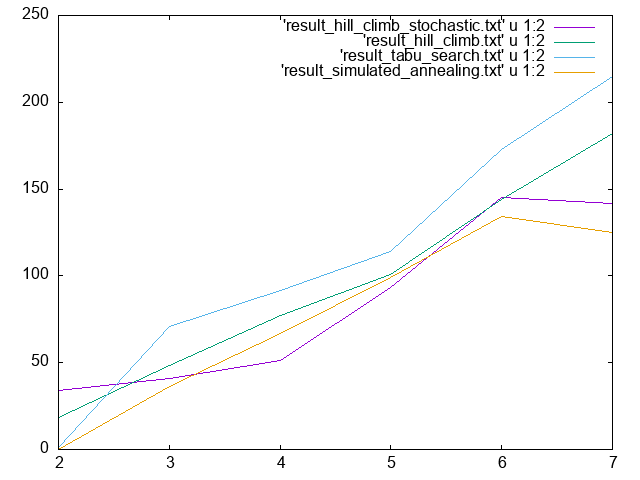 250
200
150
100
50
0
2 3 4 5 6 7
'result_hill_climb_stochastic.txt' u 1:2
'result_hill_climb.txt' u 1:2
'result_tabu_search.txt' u 1:2
'result_simulated_annealing.txt' u 1:2